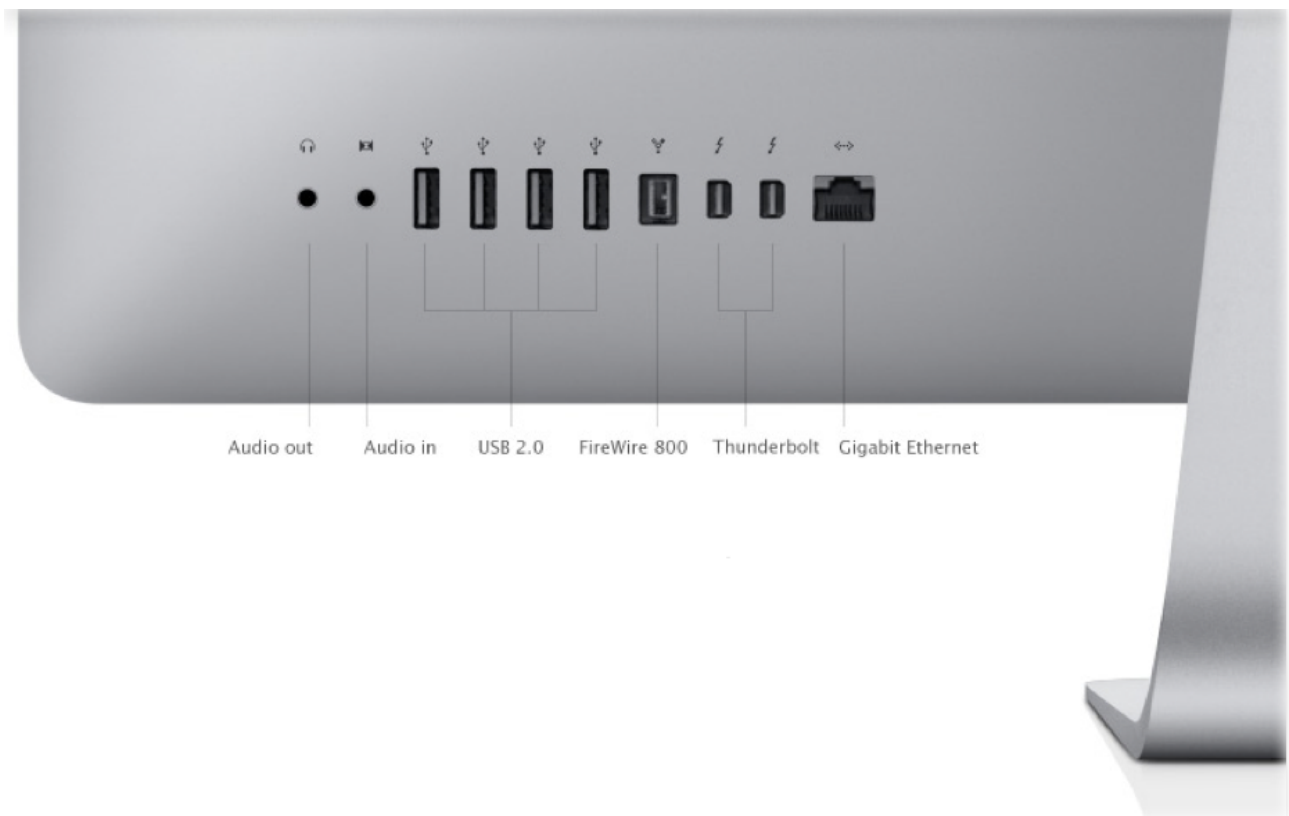 Audio out
Audio in
USB 2.0
FireWire 800
Thunderbolt
Gigabit Ethernet